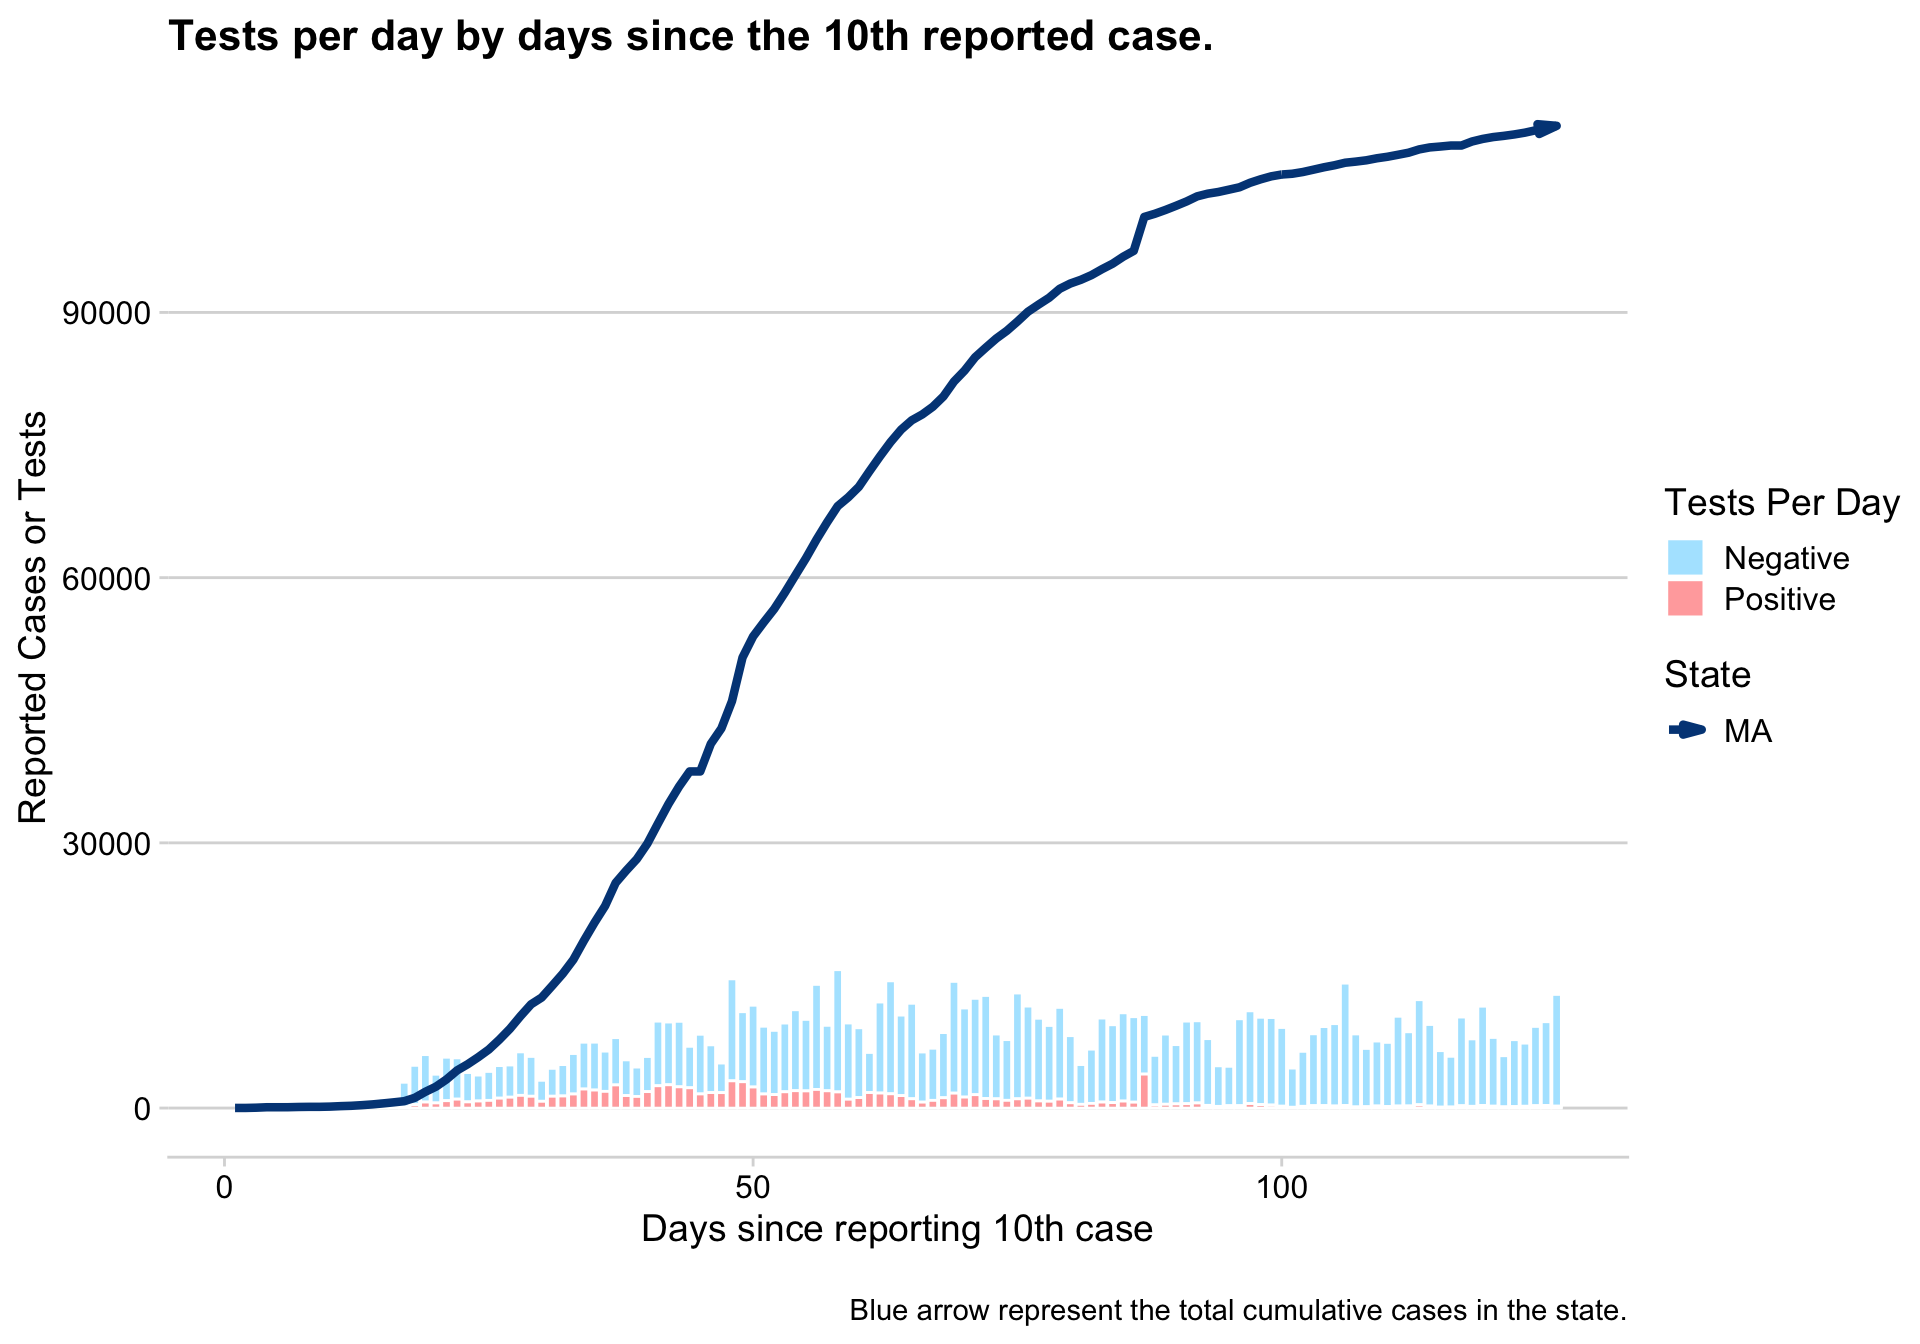 Tests per day by days since the 10th reported case.
Reported Cases or Tests
90000
60000
30000
0
0
50
100
Days since reporting 10th case
Tests Per Day
Negative
Positive
State
MA
Blue arrow represent the total cumulative cases in the state.